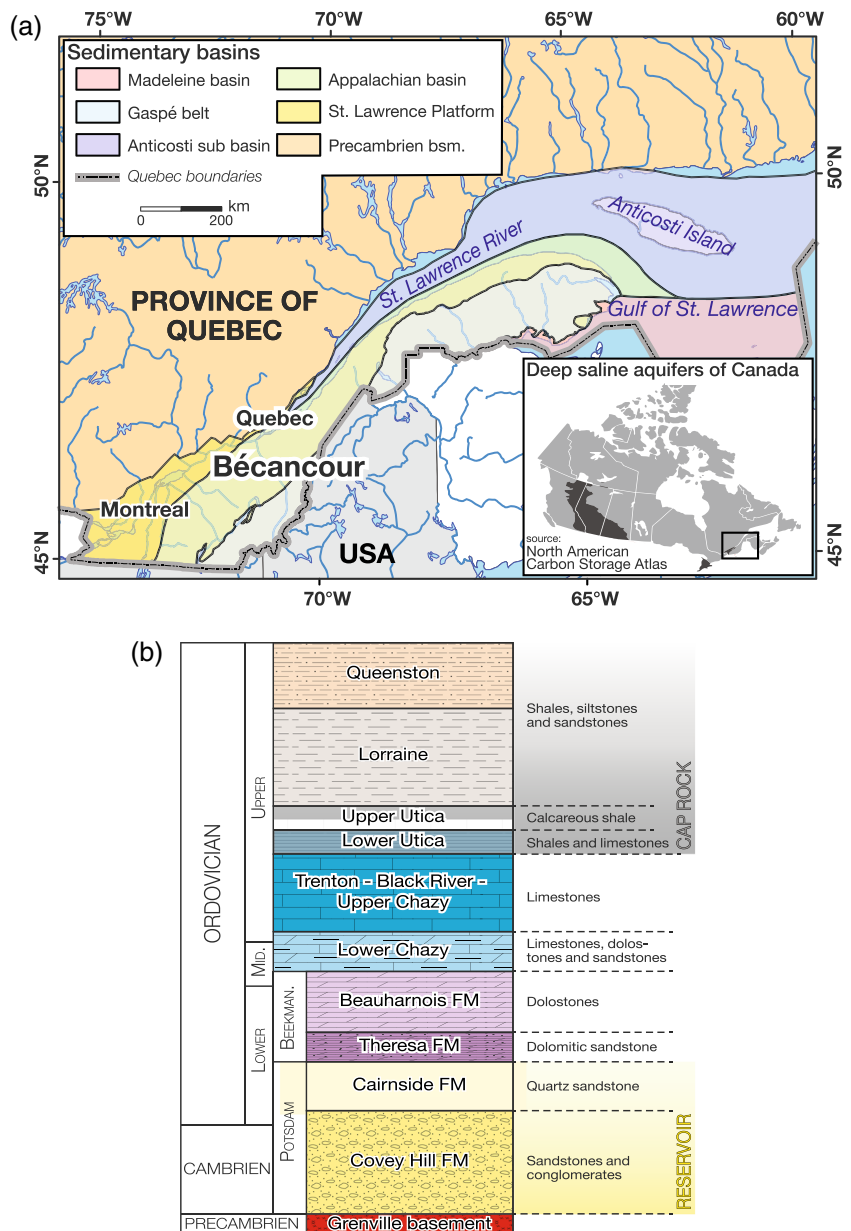 (a)
75°W
70°W
65°W
60°W
Sedimentary basins
Madeleine basin
Appalachian basin
Gaspé belt
St. Lawrence Platform
Anticosti sub basin
Precambrien bsm.
Quebec boundaries
km
0 200
50°N
50°N
Anticosti Island
St. Lawrence River
PROVINCE OF
QUEBEC
Gulf of St. Lawrence
Quebec
Bécancour
Montreal
USA
Deep saline aquifers of Canada
source:
North American
Carbon Storage Atlas
45°N
45°N
70°W
65°W
(b)
Queenston
Shales, siltstones
and sandstones
Lorraine
UPPER
CAP ROCK
Upper Utica
Calcareous shale
Lower Utica
Shales and limestones
ORDOVICIAN
Trenton - Black River -
Upper Chazy
Limestones
MID.
Lower Chazy
Limestones, dolos-
tones and sandstones
BEEKMAN.
Beauharnois FM
Dolostones
LOWER
Theresa FM
Dolomitic sandstone
Cairnside FM
Quartz sandstone
POTSDAM
RESERVOIR
CAMBRIEN
Covey Hill FM
Sandstones and
conglomerates
PRECAMBRIEN
Grenville basement